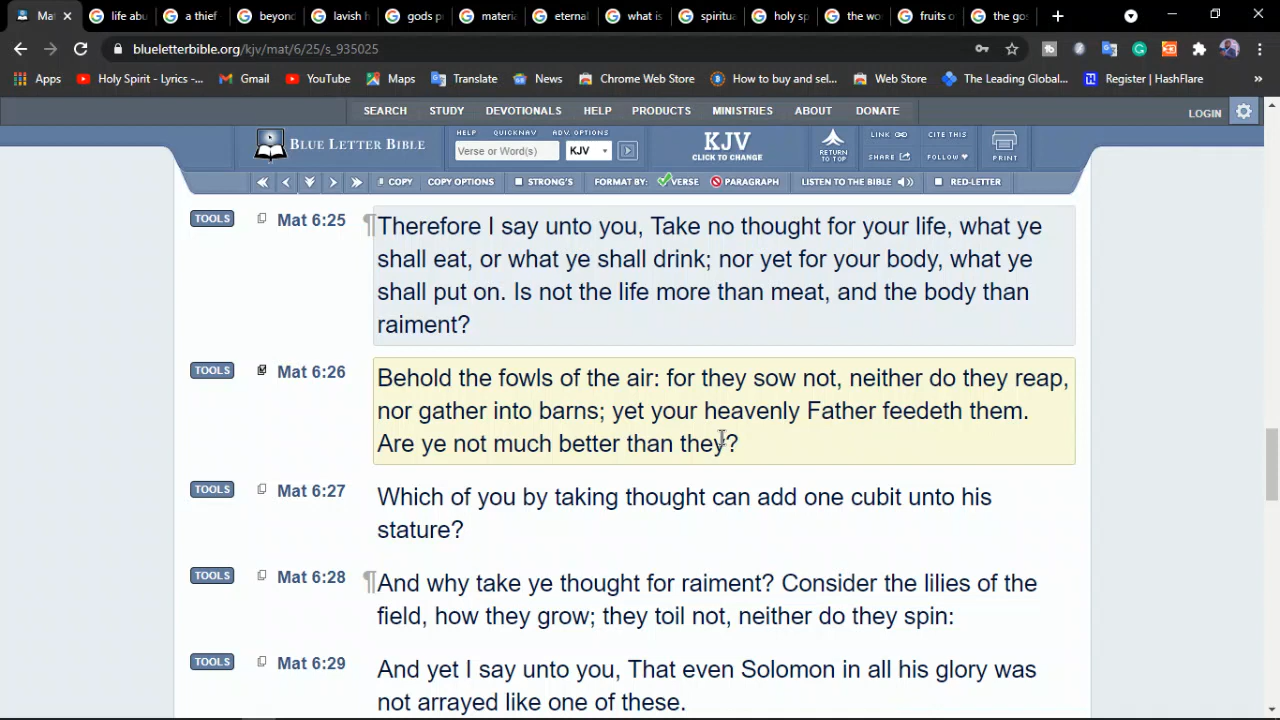 Mat life abu a thief beyond lavish h gods p materia eternal what is spiritua holy sp the wo fruits o the go
blueletterbible.org/kjv/mat/6/25/s_935025
Apps Holy Spirit - Lyrics -... Gmail YouTube Maps Translate News Chrome Web Store How to buy and sel... Web Store The Leading Global... Register | HashFlare »
SEARCH STUDY DEVOTIONALS HELP PRODUCTS MINISTRIES ABOUT DONATE LOGIN
BLUE LETTER BIBLE
HELP QUICKNAV ADV. OPTIONS
Verse or Word(s) KJV
KJV
CLICK TO CHANGE
RETURN TO TOP
LINK CITE THIS
SHARE FOLLOW
PRINT
COPY COPY OPTIONS STRONG'S FORMAT BY: VERSE PARAGRAPH LISTEN TO THE BIBLE RED-LETTER
TOOLS Mat 6:25 ¶Therefore I say unto you, Take no thought for your life, what ye
shall eat, or what ye shall drink; nor yet for your body, what ye
shall put on. Is not the life more than meat, and the body than
raiment?
TOOLS Mat 6:26 Behold the fowls of the air: for they sow not, neither do they reap,
nor gather into barns; yet your heavenly Father feedeth them.
Are ye not much better than they?
TOOLS Mat 6:27 Which of you by taking thought can add one cubit unto his
stature?
TOOLS Mat 6:28 ¶And why take ye thought for raiment? Consider the lilies of the
field, how they grow; they toil not, neither do they spin:
TOOLS Mat 6:29 And yet I say unto you, That even Solomon in all his glory was
not arrayed like one of these.